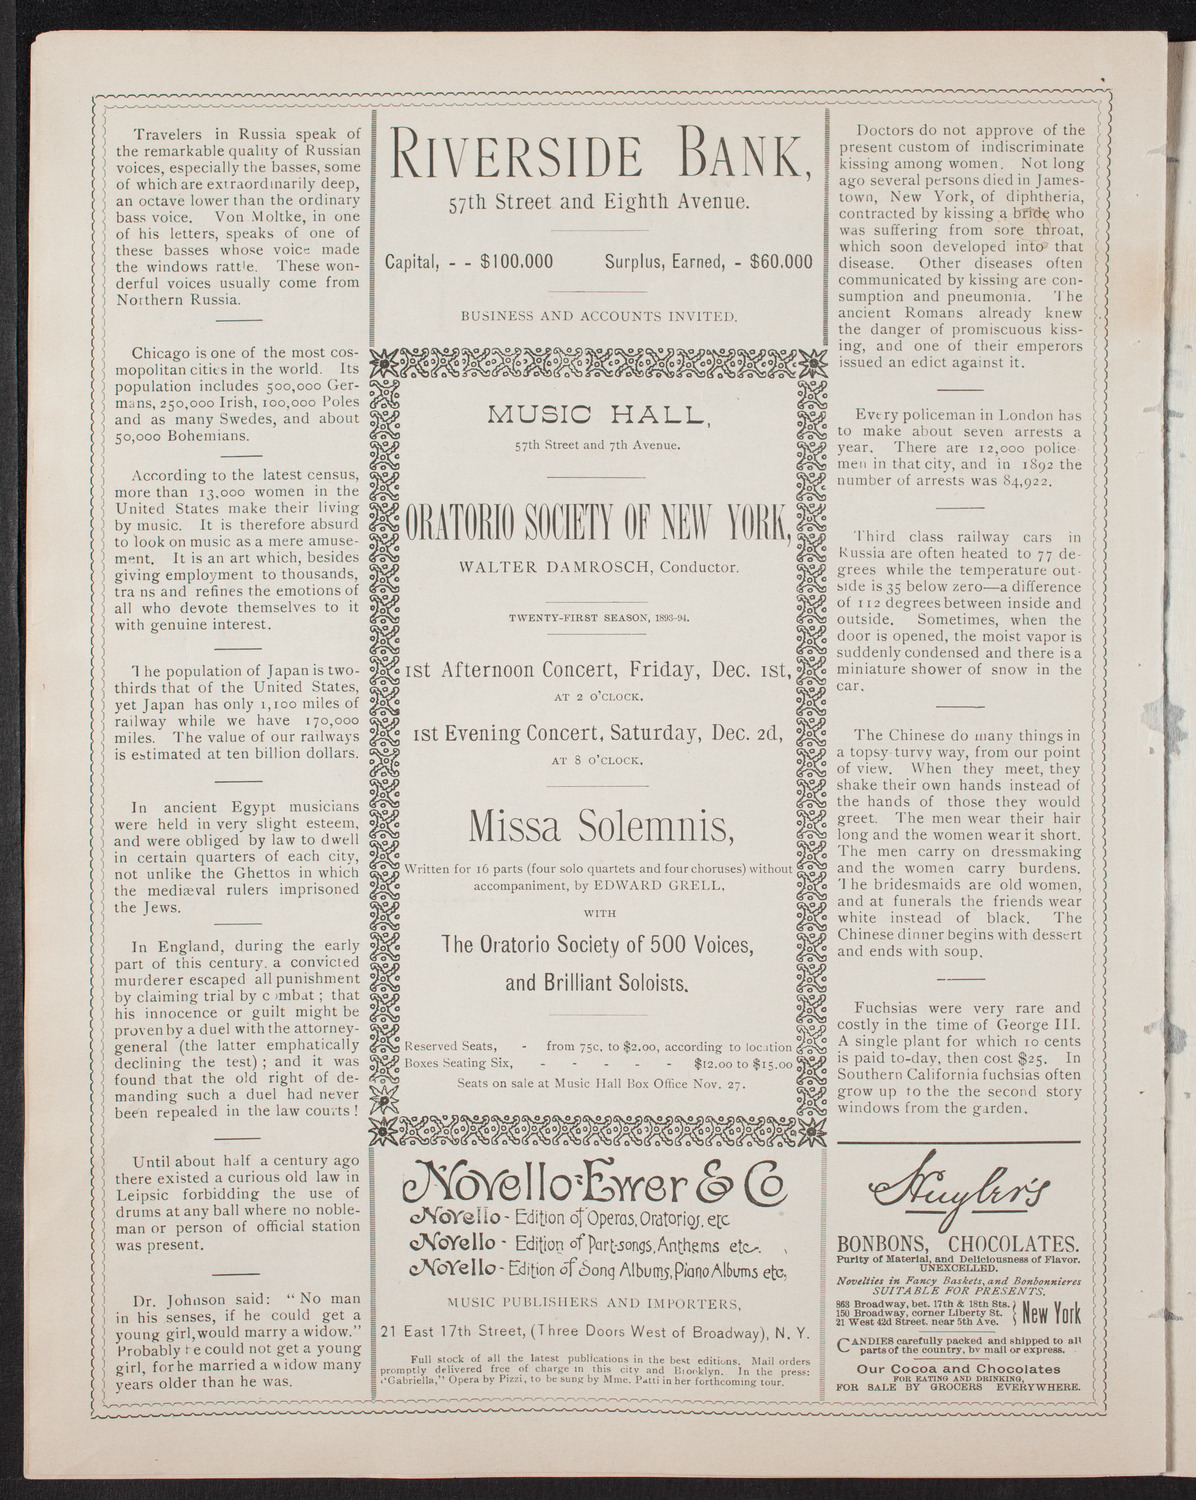 Travelers in Russia speak of
the remarkable quality of Russian
voices, especially the basses, some
of which are extraordinarily deep,
an octave lower than the ordinary
bass voice. Von Moltke, in one
of his letters, speaks of one of
these basses whose voice made
the windows rattle. These won-
derful voices usually come from
Northern Russia.
Chicago is one of the most cos-
mopolitan cities in the world. Its
population includes 500,000 Ger-
mans, 250,000 Irish, 100,000 Poles
and as many Swedes, and about
50,000 Bohemians.
According to the latest census,
more than 13,000 women in the
United States make their living
by music. It is therefore absurd
to look on music as a mere amuse-
ment. It is an art which, besides
giving employment to thousands,
trains and refines the emotions of
all who devote themselves to it
with genuine interest.
The population of Japan is two-
thirds that of the United States,
yet Japan has only 1,100 miles of
railway while we have 170,000
miles. The value of our railways
is estimated at ten billion dollars.
In ancient Egypt musicians
were held in very slight esteem,
and were obliged by law to dwell
in certain quarters of each city,
not unlike the Ghettos in which
the mediæval rulers imprisoned
the Jews.
In England, during the early
part of this century, a convicted
murderer escaped all punishment
by claiming trial by combat; that
his innocence or guilt might be
proven by a duel with the attorney-
general (the latter emphatically
declining the test); and it was
found that the old right of de-
manding such a duel had never
been repealed in the law courts!
Until about half a century ago
there existed a curious old law in
Leipsic forbidding the use of
drums at any ball where no noble-
man or person of official station
was present.
Dr. Johnson said: "No man
in his senses, if he could get a
young girl, would marry a widow."
Probably he could not get a young
girl, for he married a widow many
years older than he was.
RIVERSIDE BANK,
57th Street and Eighth Avenue.
Capital, - - $100.000 Surplus, Earned, - $60.000
BUSINESS AND ACCOUNTS INVITED.
MUSIC HALL,
57th Street and 7th Avenue.
ORATORIO SOCIETY OF NEW YORK,
WALTER DAMROSCH, Conductor.
TWENTY-FIRST SEASON, 1893-94.
1st Afternoon Concert, Friday, Dec. 1st,
AT 2 O'CLOCK.
1st Evening Concert, Saturday, Dec. 2d,
AT 8 O'CLOCK.
Missa Solemnis,
Written for 16 parts (four solo quartets and four choruses) without
accompaniment, by EDWARD GRELL,
WITH
The Oratorio Society of 500 Voices,
and Brilliant Soloists.
Reserved Seats, - from 75c. to $2.00, according to location
Boxes Seating Six, - - - - - $12.00 to $15.00
Seats on sale at Music Hall Box Office Nov. 27.
Novello-Ewer & Co
Novello - Edition of Operas, Oratorios, etc
Novello - Edition of Part-songs, Anthems etc.
Novello - Edition of Song Albums, Piano Albums etc.
MUSIC PUBLISHERS AND IMPORTERS,
21 East 17th Street, (Three Doors West of Broadway), N. Y.
Full stock of all the latest publications in the best editions. Mail orders
promptly delivered free of charge in this city and Brooklyn. In the press:
"Gabriella," Opera by Pizzi, to be sung by Mme. Patti in her forthcoming tour.
Doctors do not approve of the
present custom of indiscriminate
kissing among women. Not long
ago several persons died in James-
town, New York, of diphtheria,
contracted by kissing a bride who
was suffering from sore throat,
which soon developed into that
disease. Other diseases often
communicated by kissing are con-
sumption and pneumonia. The
ancient Romans already knew
the danger of promiscuous kiss-
ing, and one of their emperors
issued an edict against it.
Every policeman in London has
to make about seven arrests a
year. There are 12,000 police-
men in that city, and in 1892 the
number of arrests was 84,922.
Third class railway cars in
Russia are often heated to 77 de-
grees while the temperature out-
side is 35 below zero—a difference
of 112 degrees between inside and
outside. Sometimes, when the
door is opened, the moist vapor is
suddenly condensed and there is a
miniature shower of snow in the
car.
The Chinese do many things in
a topsy-turvy way, from our point
of view. When they meet, they
shake their own hands instead of
the hands of those they would
greet. The men wear their hair
long and the women wear it short.
The men carry on dressmaking
and the women carry burdens.
The bridesmaids are old women,
and at funerals the friends wear
white instead of black. The
Chinese dinner begins with dessert
and ends with soup.
Fuchsias were very rare and
costly in the time of George III.
A single plant for which 10 cents
is paid to-day, then cost $25. In
Southern California fuchsias often
grow up to the the second story
windows from the garden.
Huyler's
BONBONS, CHOCOLATES.
Purity of Material, and Deliciousness of Flavor.
UNEXCELLED.
Novelties in Fancy Baskets, and Bonbonnieres
SUITABLE FOR PRESENTS.
863 Broadway, bet. 17th & 18th Sts.
150 Broadway, corner Liberty St.
21 West 42d Street, near 5th Ave.
New York
CANDIES carefully packed and shipped to all
parts of the country, by mail or express.
Our Cocoa and Chocolates
FOR EATING AND DRINKING,
FOR SALE BY GROCERS EVERYWHERE.